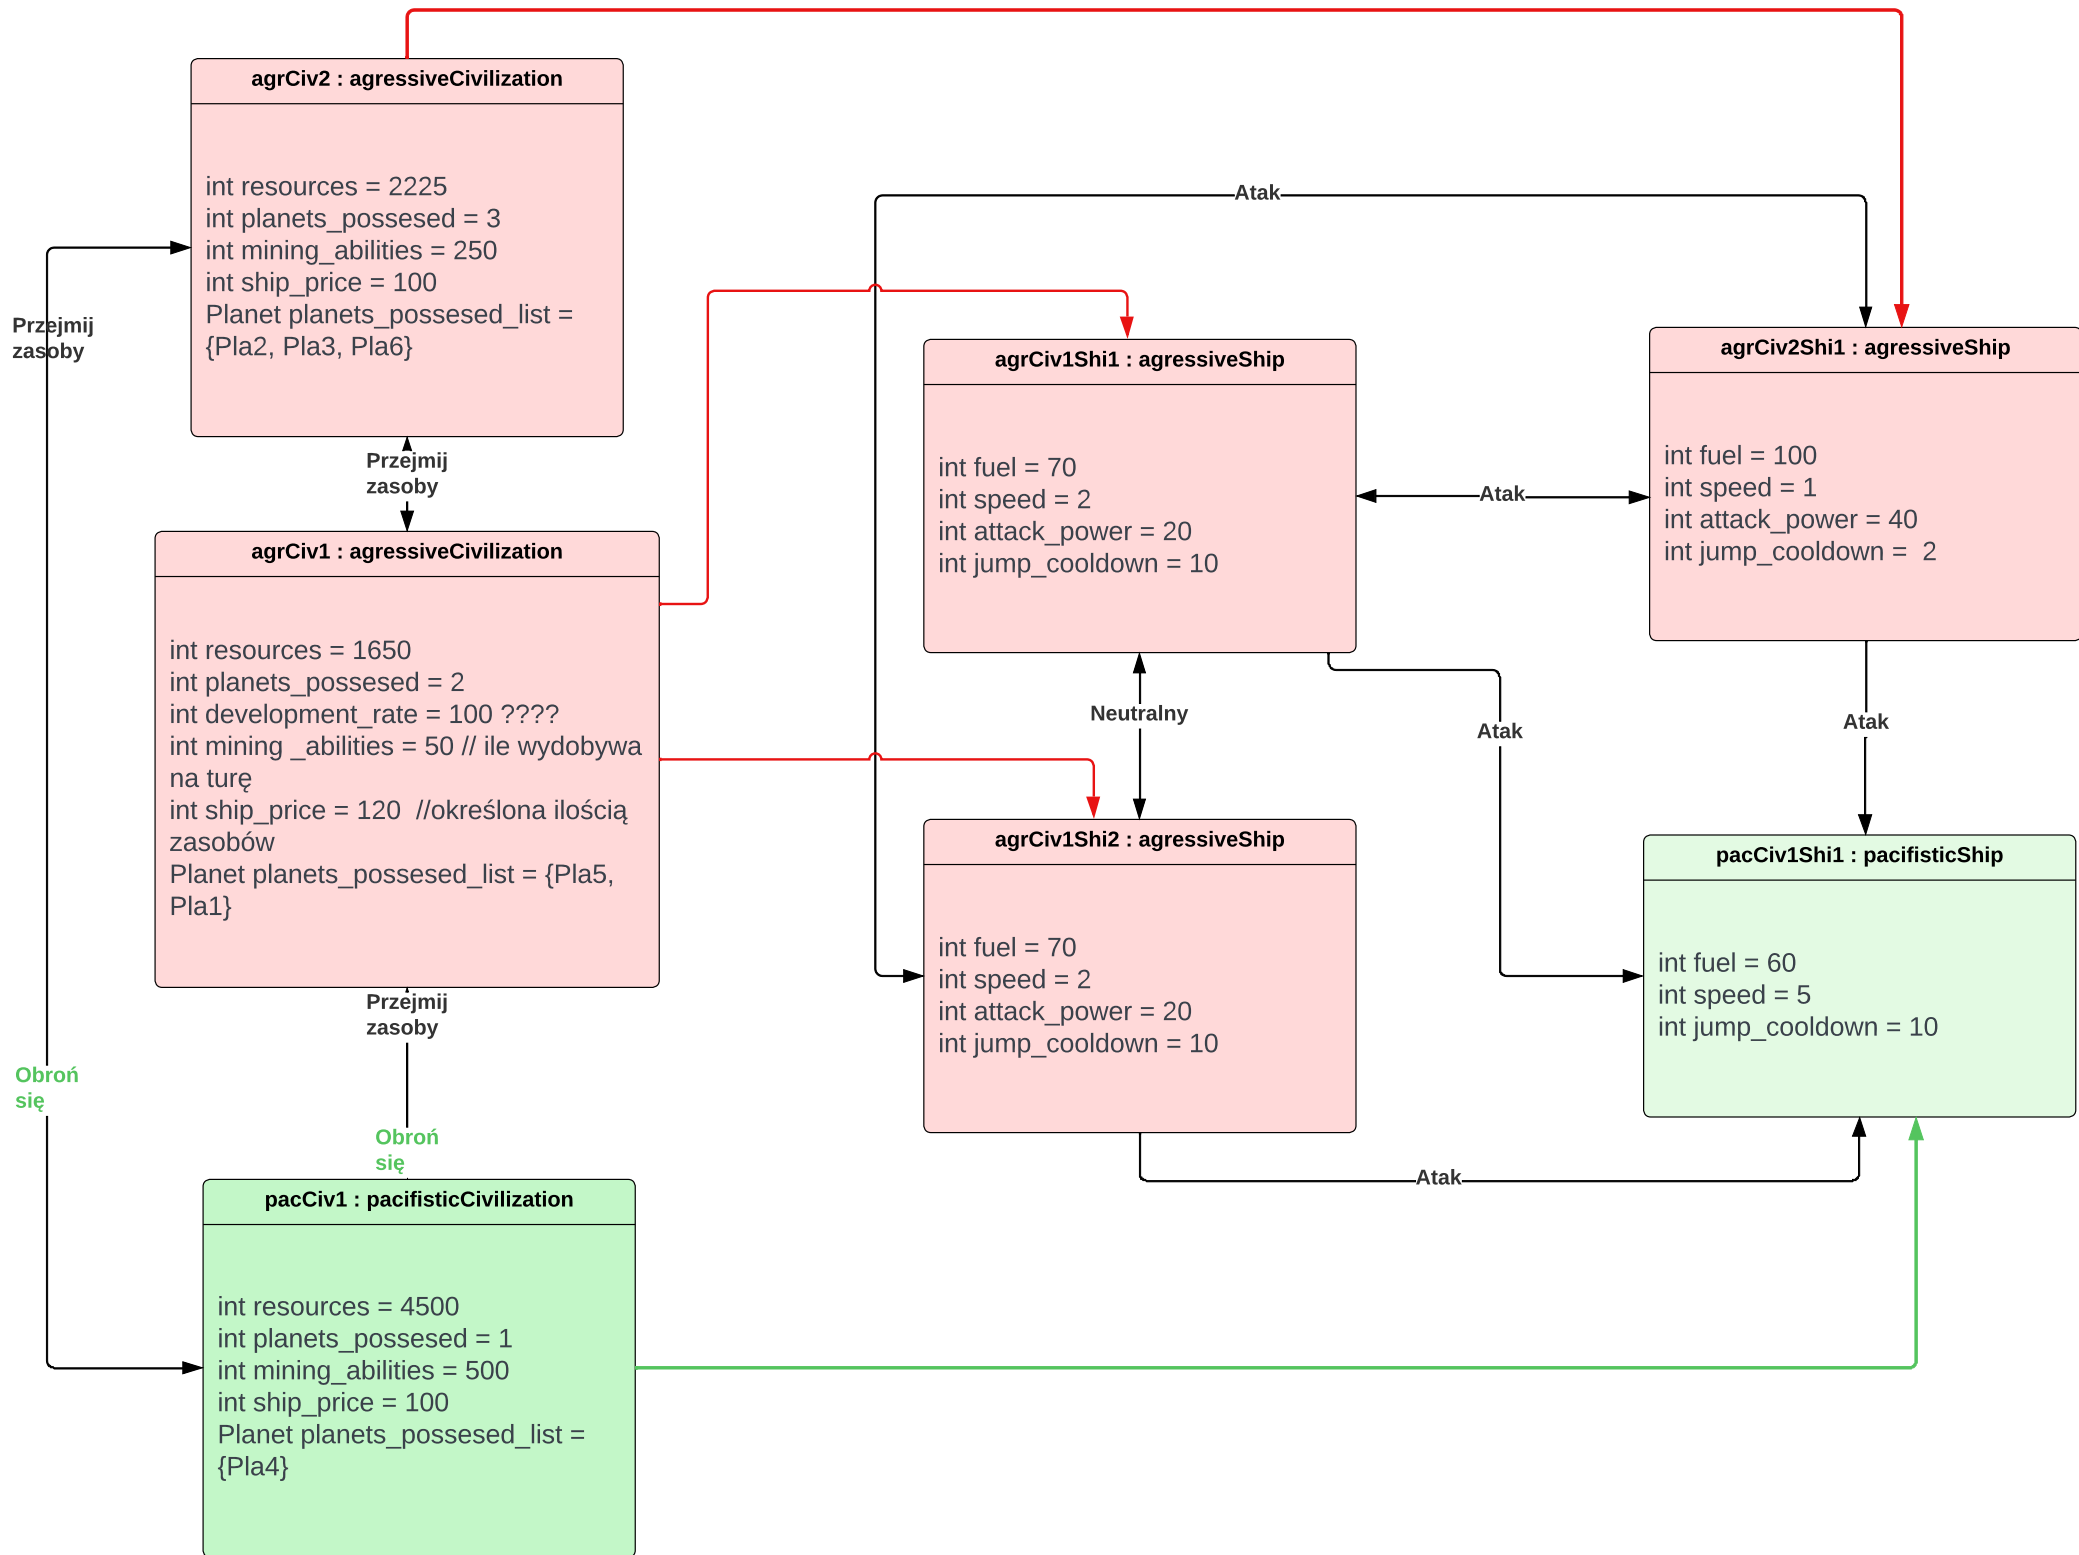 agrCiv2 : agressiveCivilization
int resources = 2225
int planets_possesed = 3
int mining_abilities = 250
int ship_price = 100
Planet planets_possesed_list =
{Pla2, Pla3, Pla6}
Przejmij
zasoby
Przejmij
zasoby
agrCiv1 : agressiveCivilization
int resources = 1650
int planets_possesed = 2
int development_rate = 100 ????
int mining _abilities = 50 // ile wydobywa
na turę
int ship_price = 120  //określona ilością
zasobów
Planet planets_possesed_list = {Pla5,
Pla1}
Przejmij
zasoby
Obroń
się
Obroń
się
pacCiv1 : pacifisticCivilization
int resources = 4500
int planets_possesed = 1
int mining_abilities = 500
int ship_price = 100
Planet planets_possesed_list =
{Pla4}
Atak
agrCiv1Shi1 : agressiveShip
int fuel = 70
int speed = 2
int attack_power = 20
int jump_cooldown = 10
Atak
agrCiv2Shi1 : agressiveShip
int fuel = 100
int speed = 1
int attack_power = 40
int jump_cooldown =  2
Neutralny
Atak
Atak
agrCiv1Shi2 : agressiveShip
int fuel = 70
int speed = 2
int attack_power = 20
int jump_cooldown = 10
pacCiv1Shi1 : pacifisticShip
int fuel = 60
int speed = 5
int jump_cooldown = 10
Atak